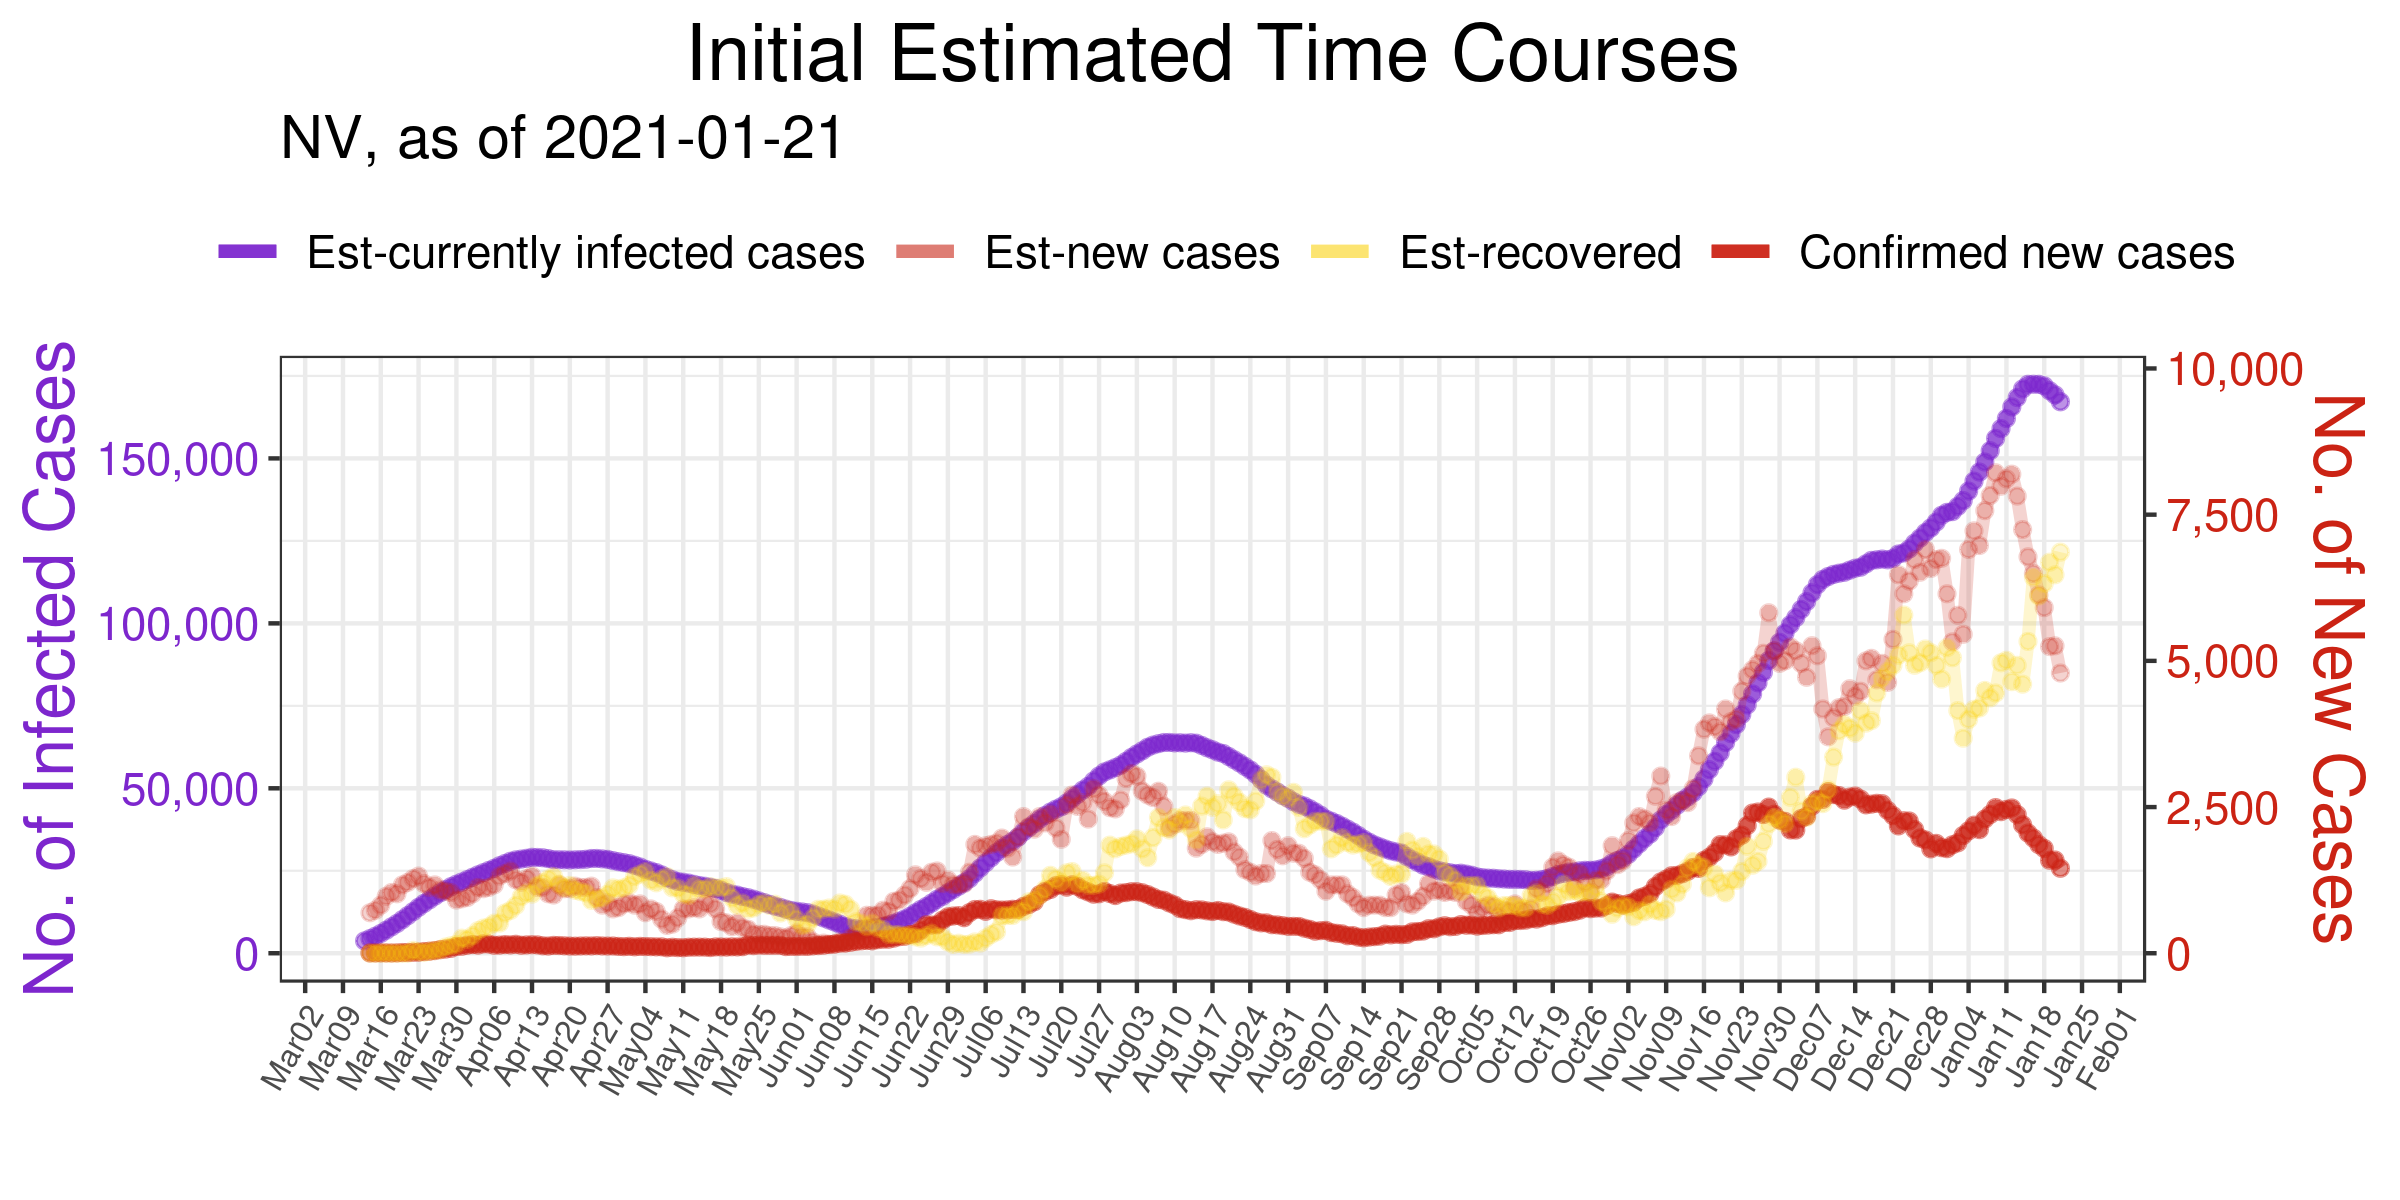 Initial Estimated Time Courses
NV, as of 2021-01-21
Est-currently infected cases Est-new cases Est-recovered Confirmed new cases
No. of Infected Cases
150,000
100,000
50,000
0
10,000
7,500
5,000
2,500
0
No. of New Cases
Mar02 Mar09 Mar16 Mar23 Mar30 Apr06 Apr13 Apr20 Apr27 May04 May11 May18 May25 Jun01 Jun08 Jun15 Jun22 Jun29 Jul06 Jul13 Jul20 Jul27 Aug03 Aug10 Aug17 Aug24 Aug31 Sep07 Sep14 Sep21 Sep28 Oct05 Oct12 Oct19 Oct26 Nov02 Nov09 Nov16 Nov23 Nov30 Dec07 Dec14 Dec21 Dec28 Jan04 Jan11 Jan18 Jan25 Feb01